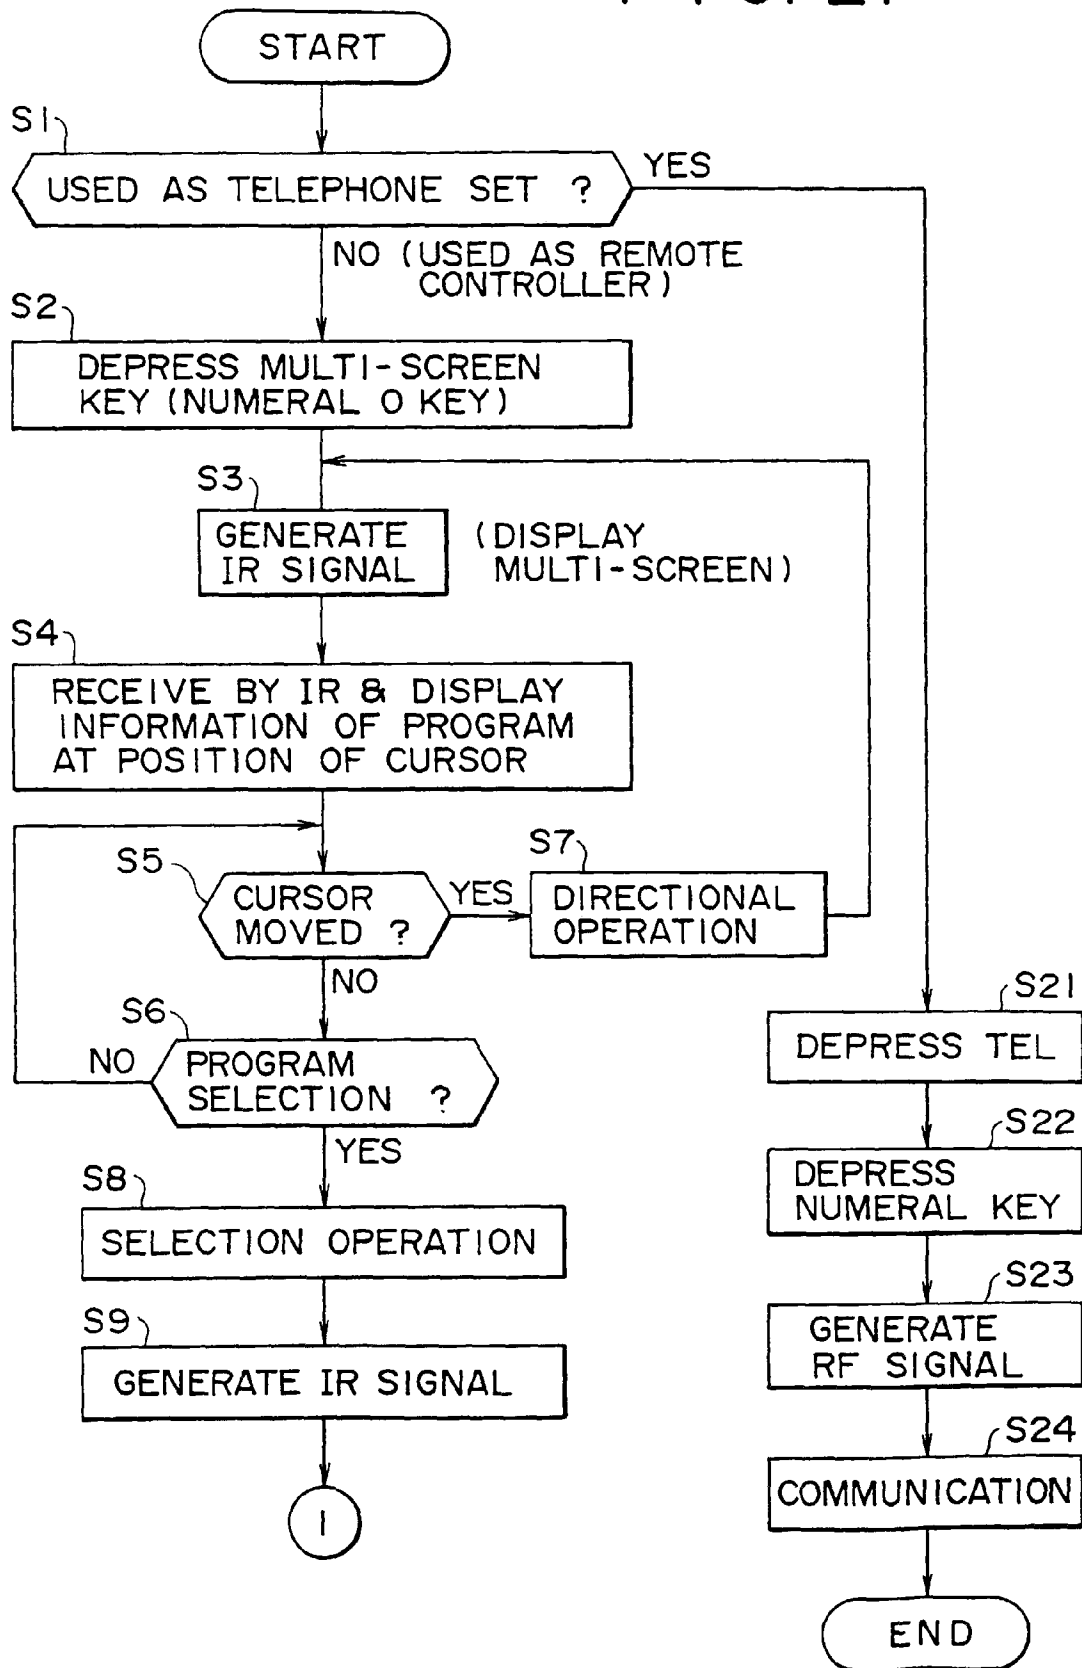 START
S1
USED AS TELEPHONE SET ?
YES
NO (USED AS REMOTE
CONTROLLER)
S2
DEPRESS MULTI-SCREEN
KEY (NUMERAL 0 KEY)
S3
GENERATE
IR SIGNAL
(DISPLAY
MULTI-SCREEN)
S4
RECEIVE BY IR & DISPLAY
INFORMATION OF PROGRAM
AT POSITION OF CURSOR
S5
CURSOR
MOVED ?
YES
S7
DIRECTIONAL
OPERATION
NO
S6
PROGRAM
SELECTION ?
NO
YES
S8
SELECTION OPERATION
S9
GENERATE IR SIGNAL
1
S21
DEPRESS TEL
S22
DEPRESS
NUMERAL KEY
S23
GENERATE
RF SIGNAL
S24
COMMUNICATION
END